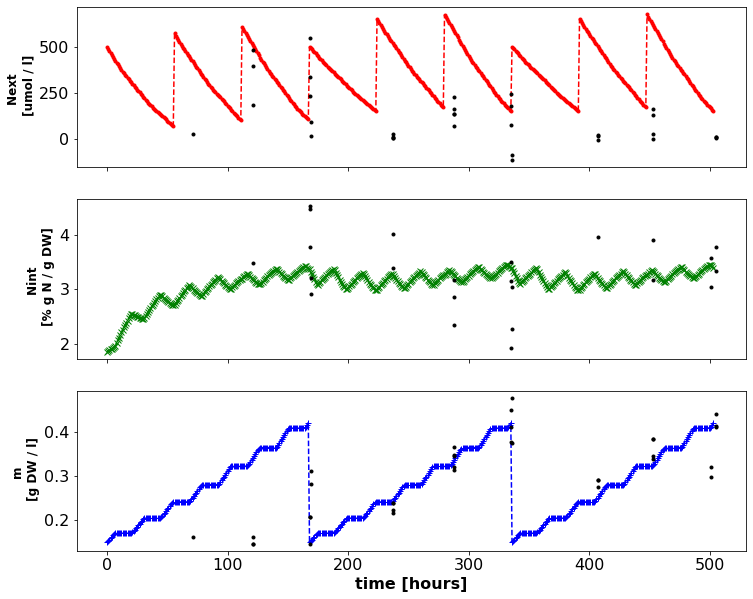 Next
[umol / l]
500
250
0
Nint
[% g N / g DW]
4
3
2
m
[g DW / l]
0.4
0.3
0.2
0 100 200 300 400 500
time [hours]